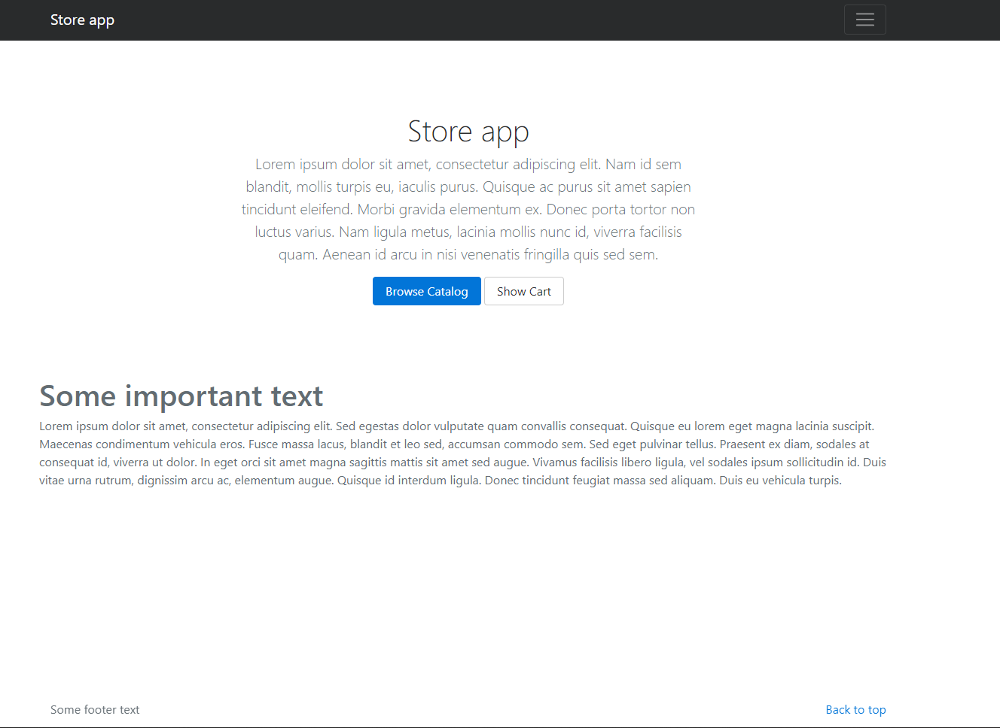 Store app
Store app
Lorem ipsum dolor sit amet, consectetur adipiscing elit. Nam id sem
blandit, mollis turpis eu, iaculis purus. Quisque ac purus sit amet sapien
tincidunt eleifend. Morbi gravida elementum ex. Donec porta tortor non
luctus varius. Nam ligula metus, lacinia mollis nunc id, viverra facilisis
quam. Aenean id arcu in nisi venenatis fringilla quis sed sem.
Browse Catalog Show Cart
Some important text
Lorem ipsum dolor sit amet, consectetur adipiscing elit. Sed egestas dolor vulputate quam convallis consequat. Quisque eu lorem eget magna lacinia suscipit.
Maecenas condimentum vehicula eros. Fusce massa lacus, blandit et leo sed, accumsan commodo sem. Sed eget pulvinar tellus. Praesent ex diam, sodales at
consequat id, viverra ut dolor. In eget orci sit amet magna sagittis mattis sit amet sed augue. Vivamus facilisis libero ligula, vel sodales ipsum sollicitudin id. Duis
vitae urna rutrum, dignissim arcu ac, elementum augue. Quisque id interdum ligula. Donec tincidunt feugiat massa sed aliquam. Duis eu vehicula turpis.
Some footer text Back to top